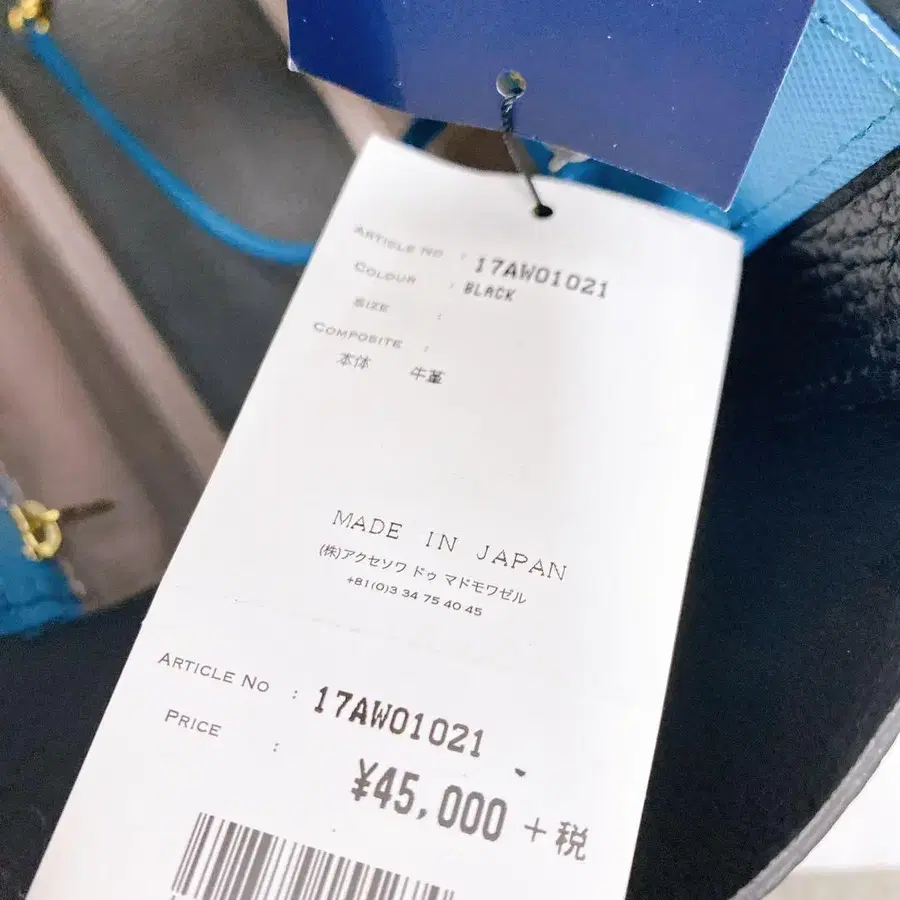 ARTICLE NO : 17AW01021
COLOUR : BLACK
SIZE :
COMPOSITE :
本体 牛革
MADE IN JAPAN
(株)アクセソワ ドゥ マドモワゼル
+81(0)3 34 75 40 45
ARTICLE NO : 17AW01021
PRICE :
¥45,000 + 税